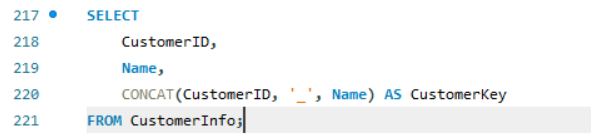 217 SELECT
218 CustomerID,
219 Name,
220 CONCAT(CustomerID, '_', Name) AS CustomerKey
221 FROM CustomerInfo;